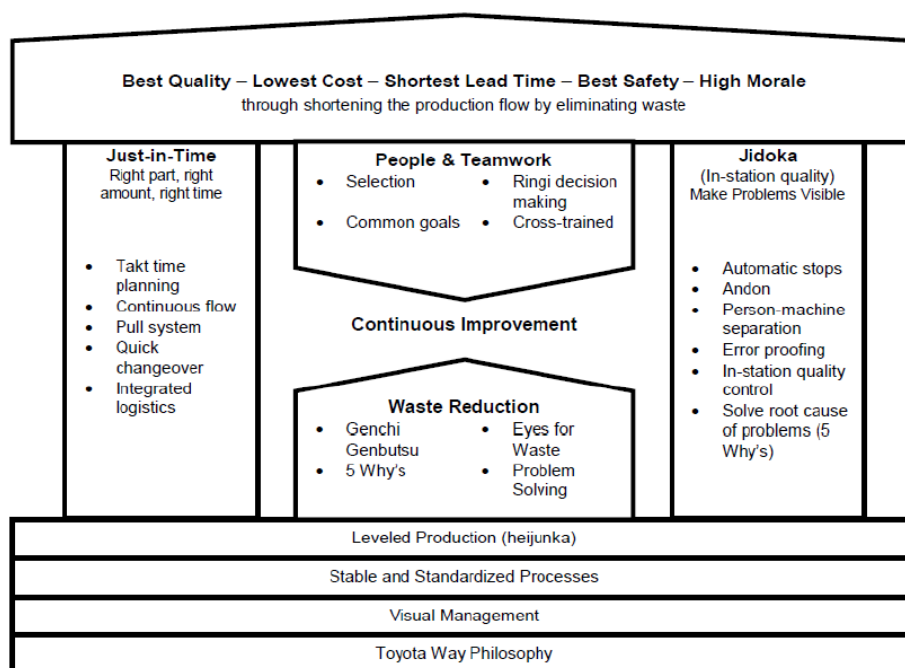 Best Quality – Lowest Cost – Shortest Lead Time – Best Safety – High Morale
through shortening the production flow by eliminating waste
Just-in-Time
Right part, right
amount, right time
• Takt time
planning
• Continuous flow
• Pull system
• Quick
changeover
• Integrated
logistics
People & Teamwork
• Selection
• Common goals
• Ringi decision
making
• Cross-trained
Continuous Improvement
Waste Reduction
• Genchi
Genbutsu
• 5 Why's
• Eyes for
Waste
• Problem
Solving
Jidoka
(In-station quality)
Make Problems Visible
• Automatic stops
• Andon
• Person-machine
separation
• Error proofing
• In-station quality
control
• Solve root cause
of problems (5
Why's)
Leveled Production (heijunka)
Stable and Standardized Processes
Visual Management
Toyota Way Philosophy